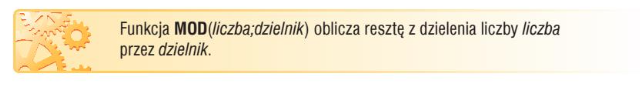 Funkcja MOD(liczba;dzielnik) oblicza resztę z dzielenia liczby liczba
przez dzielnik.